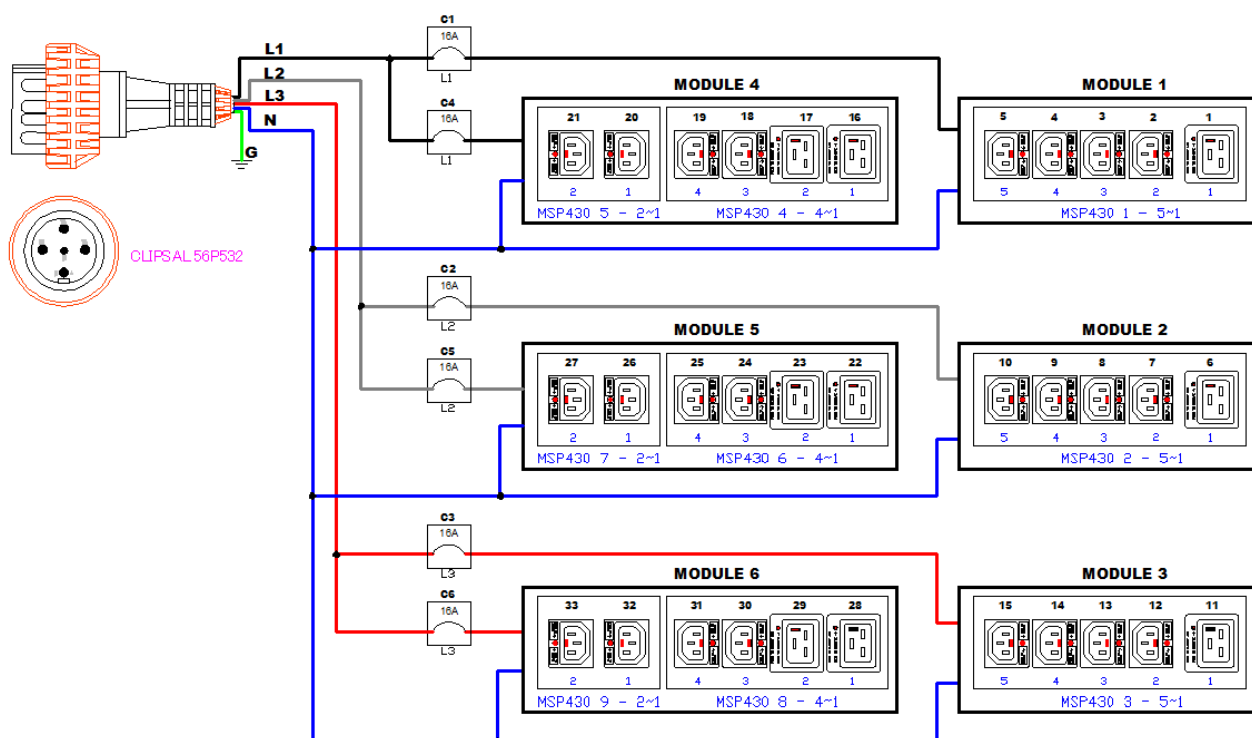 C1
16A
L1
L1
L2
L3
N
G
C4
16A
L1
MODULE 4
21 20 19 18 17 16
2 1 4 3 2 1
MSP430 5 - 2~1 MSP430 4 - 4~1
MODULE 1
5 4 3 2 1
5 4 3 2 1
MSP430 1 - 5~1
CLIPSAL 56P532
C2
16A
L2
C5
16A
L2
MODULE 5
27 26 25 24 23 22
2 1 4 3 2 1
MSP430 7 - 2~1 MSP430 6 - 4~1
MODULE 2
10 9 8 7 6
5 4 3 2 1
MSP430 2 - 5~1
C3
16A
L3
C6
16A
L3
MODULE 6
33 32 31 30 29 28
2 1 4 3 2 1
MSP430 9 - 2~1 MSP430 8 - 4~1
MODULE 3
15 14 13 12 11
5 4 3 2 1
MSP430 3 - 5~1